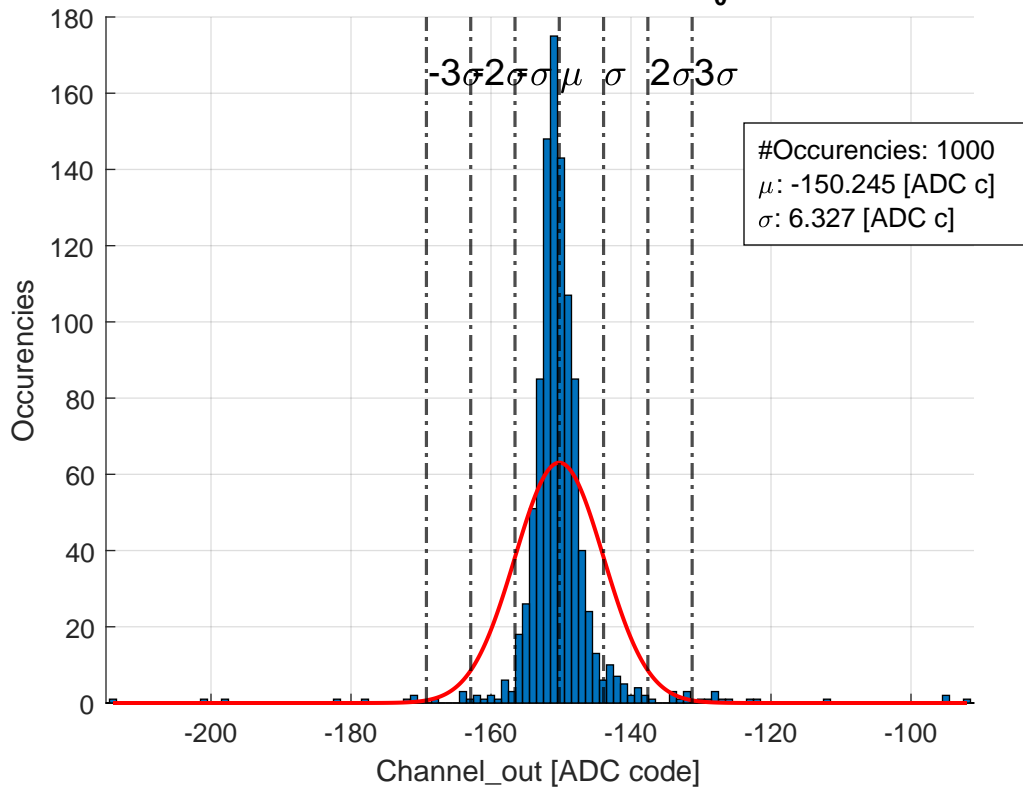 0
180
160
140
120
100
80
60
40
20
0
Occurencies
-3σ -2σ -σ μ σ 2σ 3σ
#Occurencies: 1000
μ: -150.245 [ADC c]
σ: 6.327 [ADC c]
-200 -180 -160 -140 -120 -100
Channel_out [ADC code]